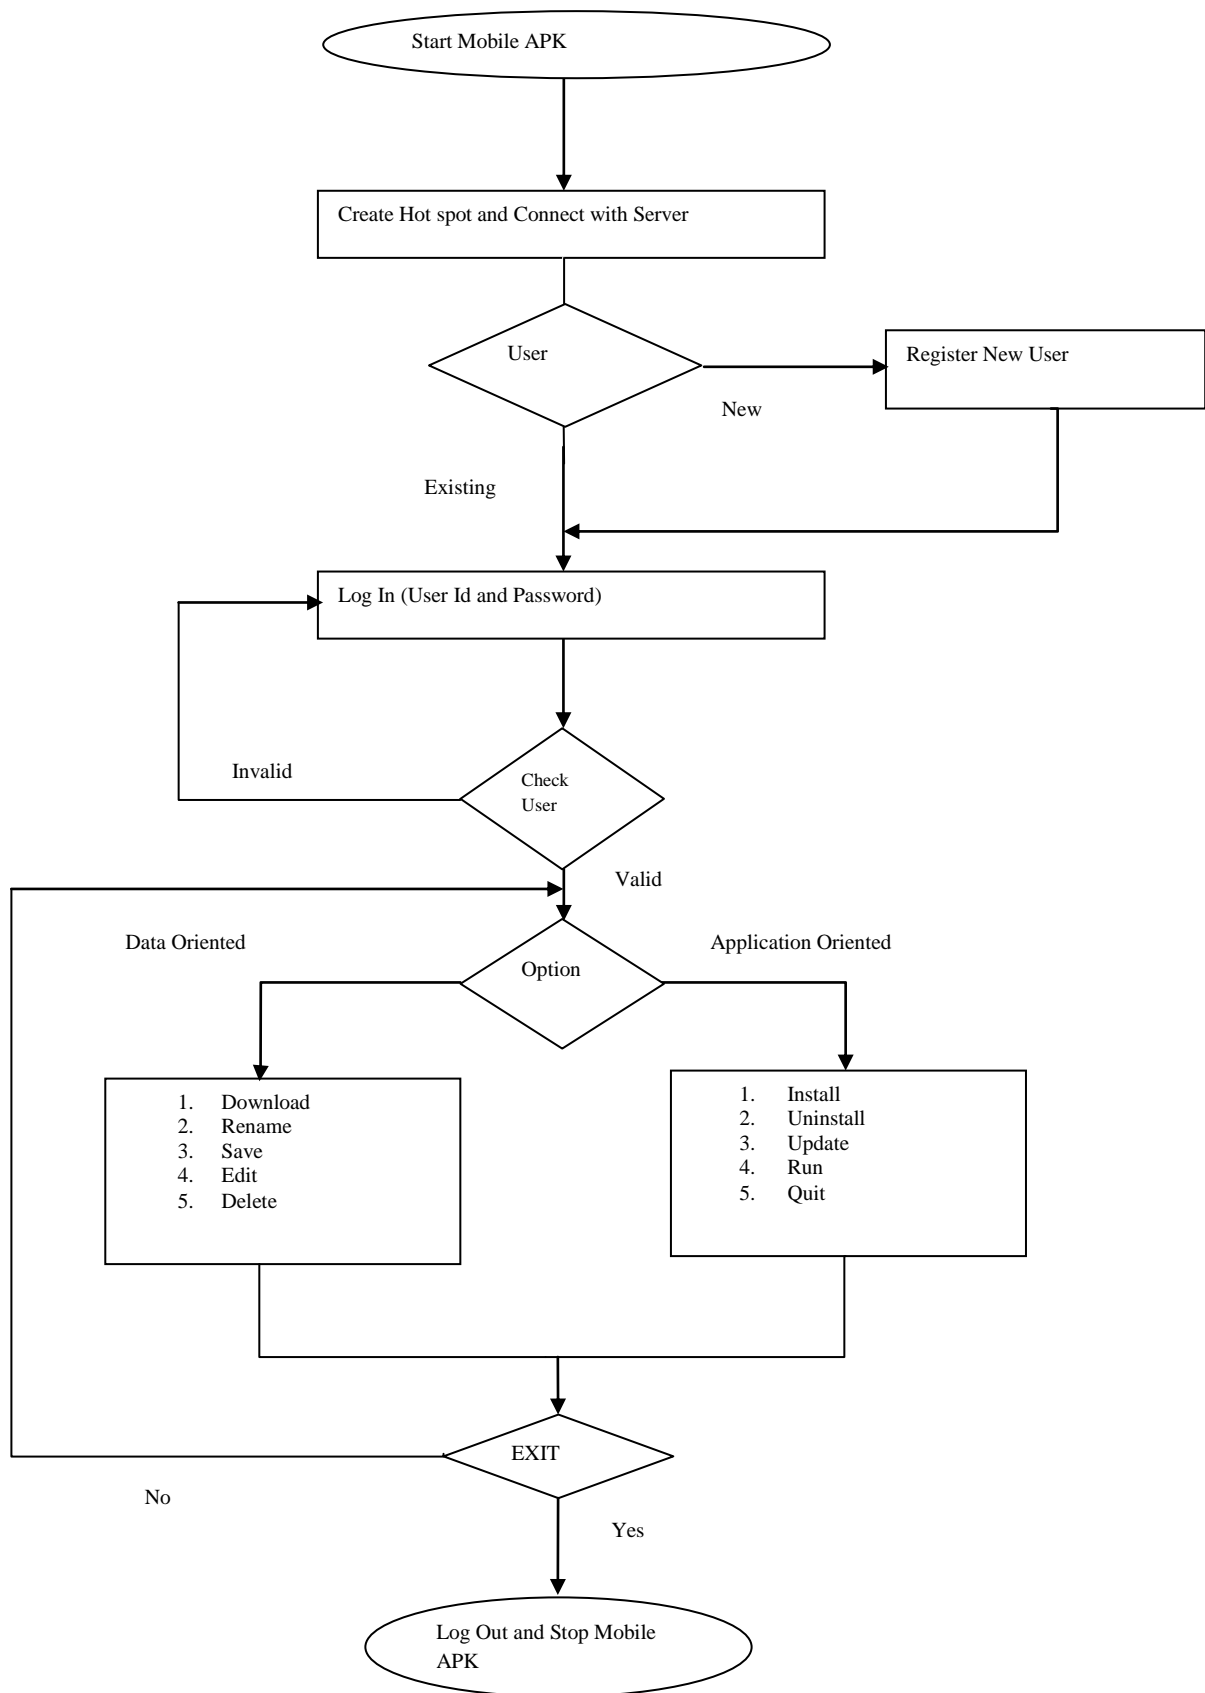 Start Mobile APK
Create Hot spot and Connect with Server
User
Register New User
New
Existing
Log In (User Id and Password)
Invalid
Check
User
Valid
Data Oriented
Application Oriented
Option
1. Download
2. Rename
3. Save
4. Edit
5. Delete
1. Install
2. Uninstall
3. Update
4. Run
5. Quit
EXIT
No
Yes
Log Out and Stop Mobile
APK